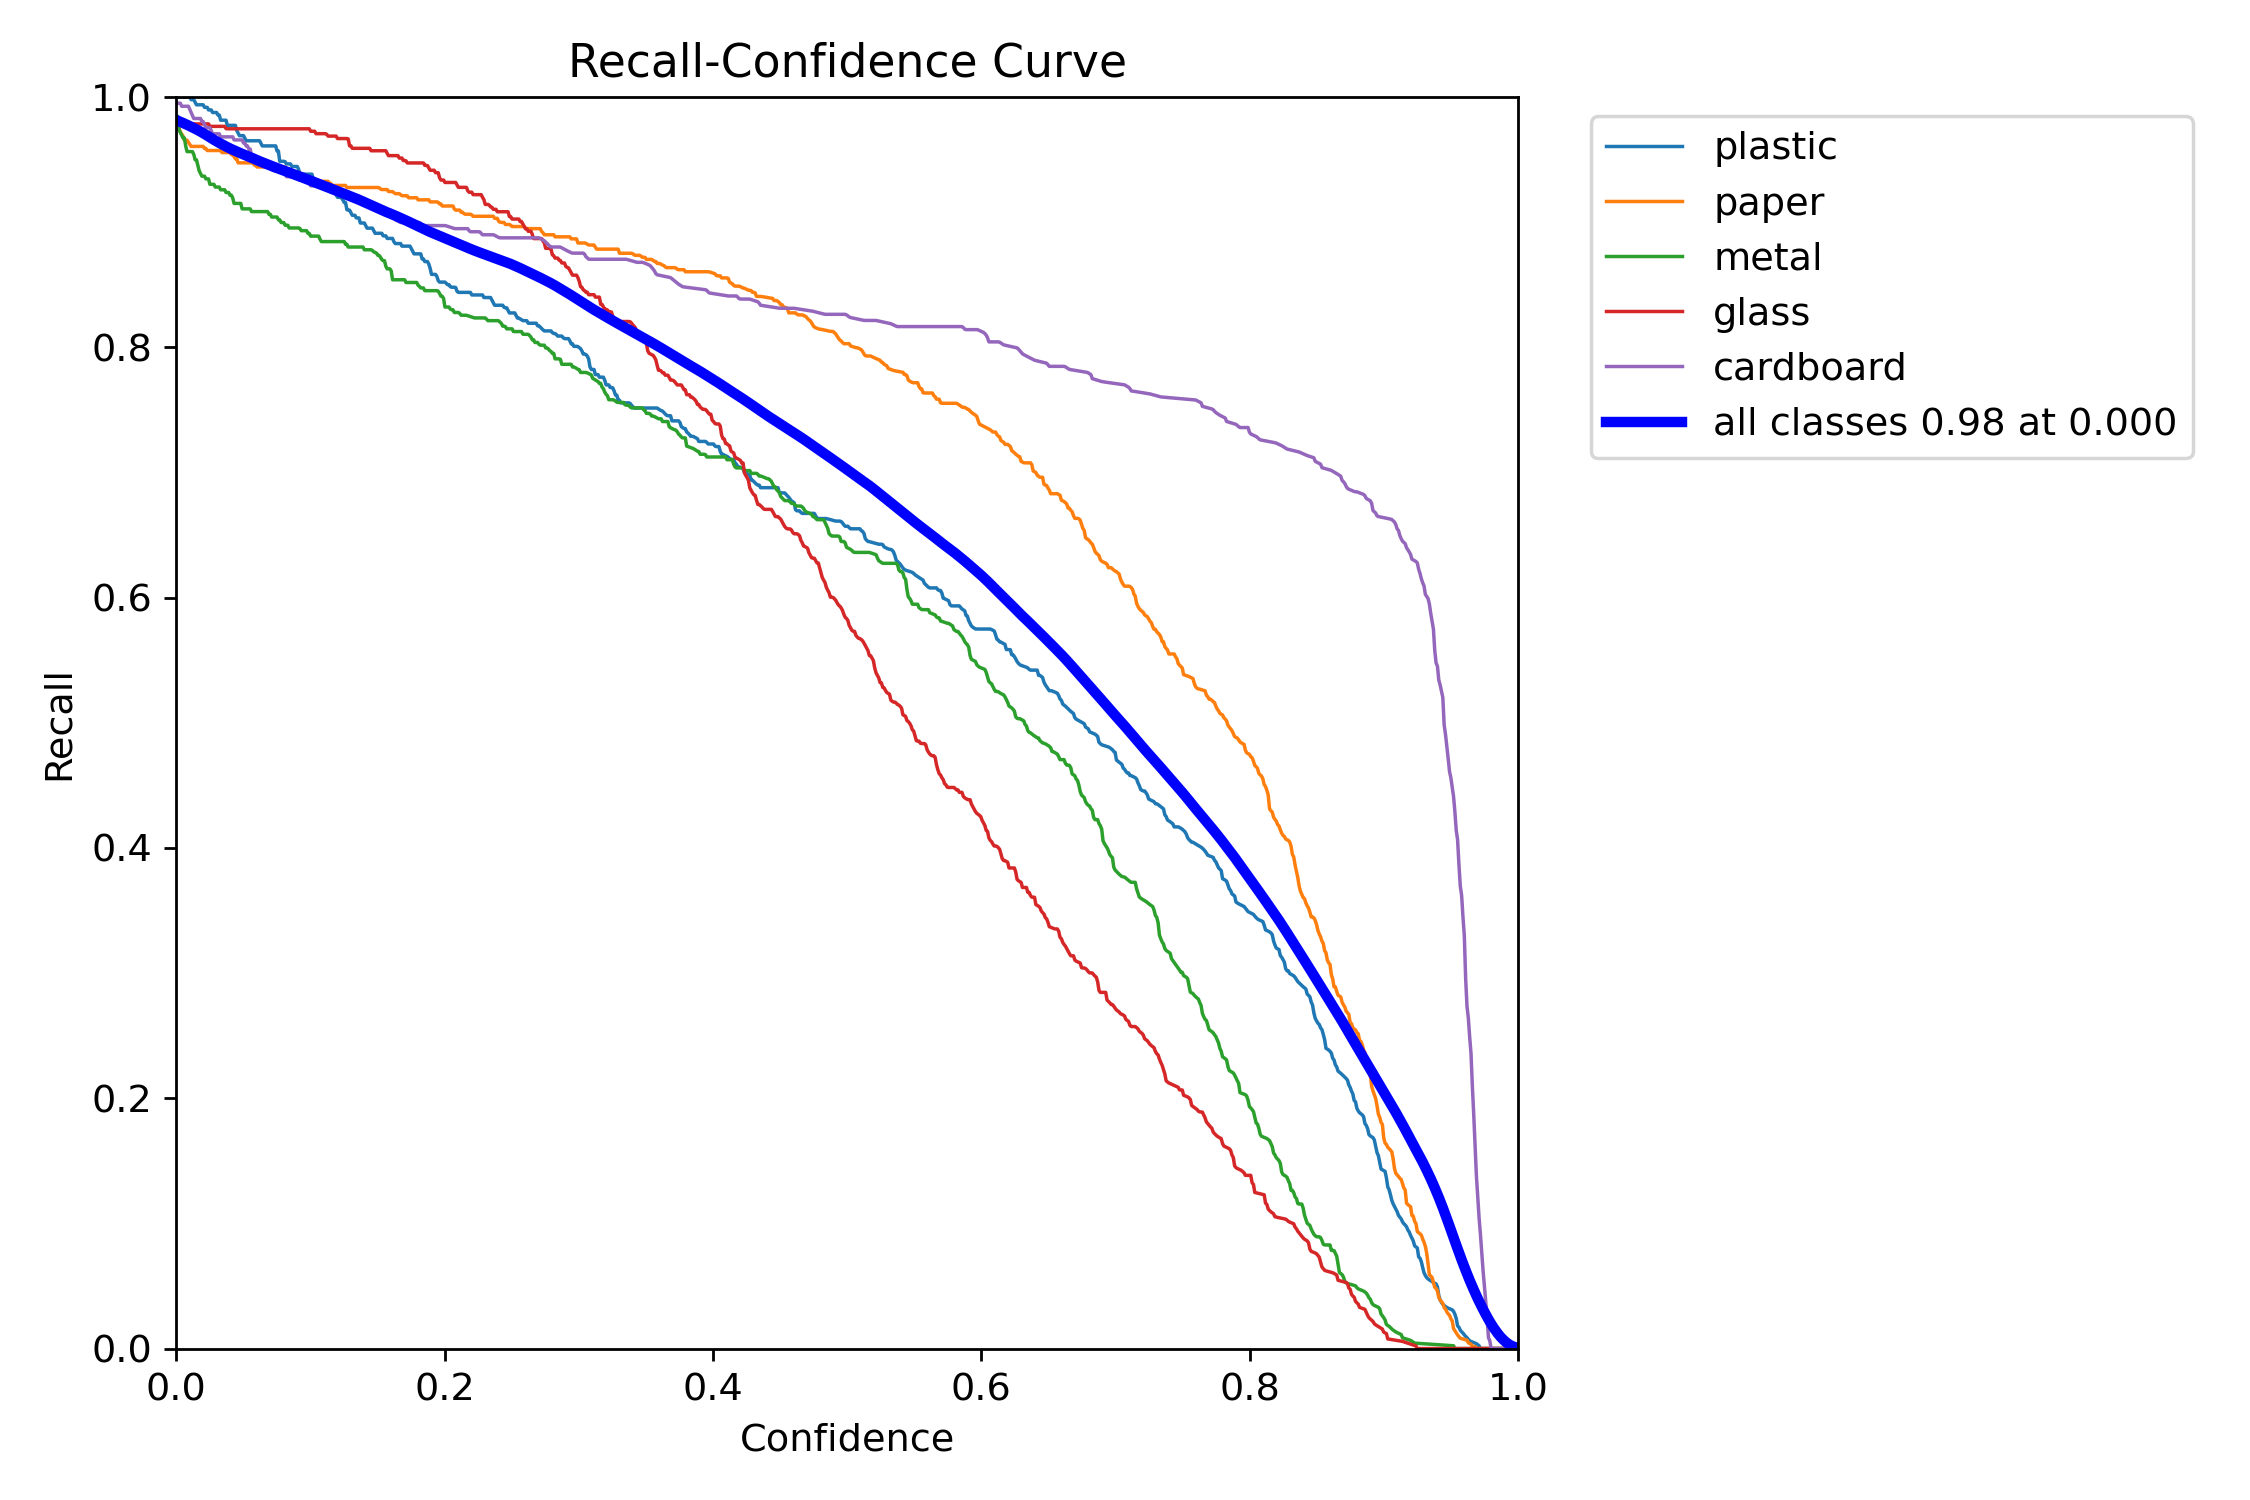 Recall-Confidence Curve
1.0
0.8
0.6
0.4
0.2
0.0
Recall
0.0 0.2 0.4 0.6 0.8 1.0
Confidence
plastic
paper
metal
glass
cardboard
all classes 0.98 at 0.000